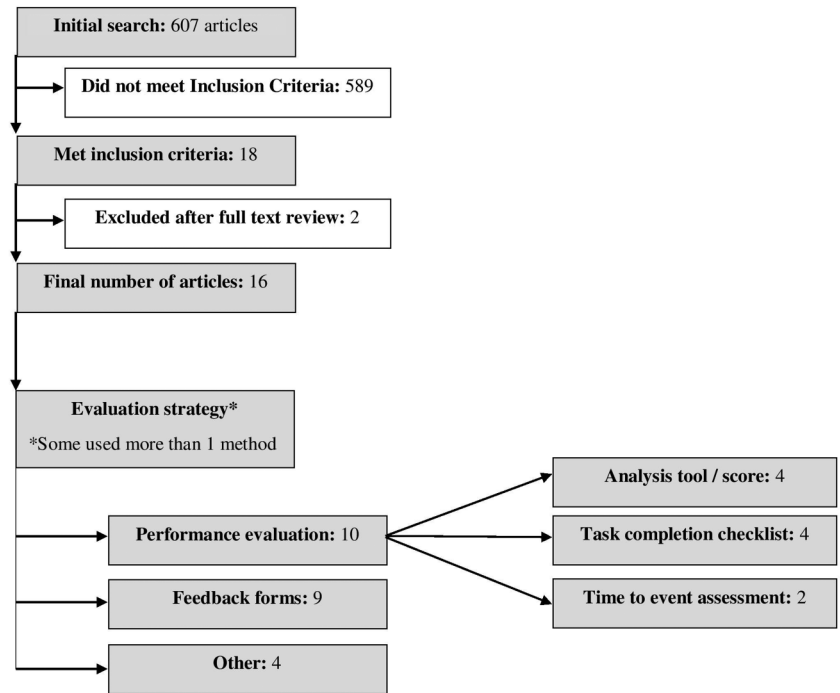 Initial search: 607 articles
Did not meet Inclusion Criteria: 589
Met inclusion criteria: 18
Excluded after full text review: 2
Final number of articles: 16
Evaluation strategy*
*Some used more than 1 method
Performance evaluation: 10
Feedback forms: 9
Other: 4
Analysis tool / score: 4
Task completion checklist: 4
Time to event assessment: 2